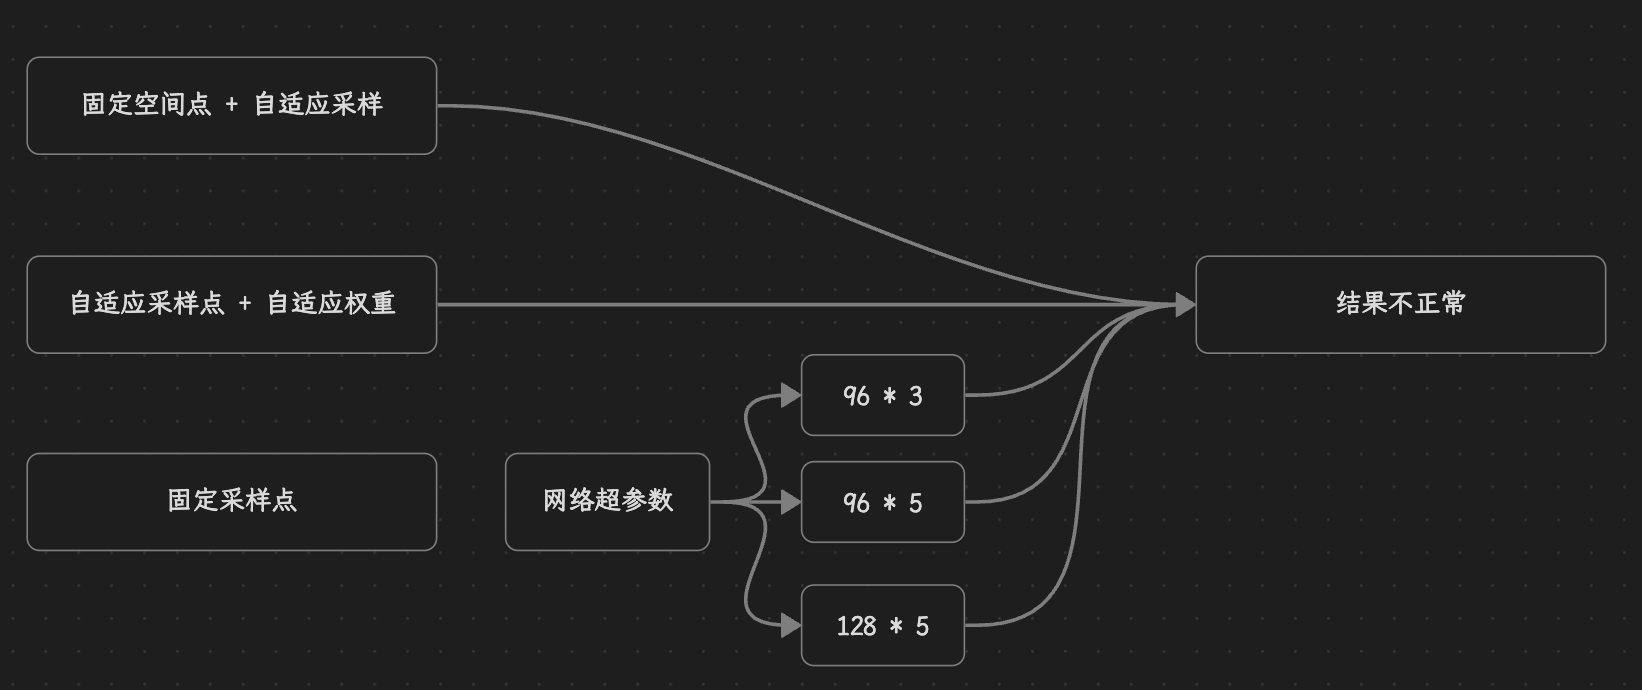 固定空间点 + 自适应采样
自适应采样点 + 自适应权重
结果不正常
96 * 3
固定采样点
网络超参数
96 * 5
128 * 5